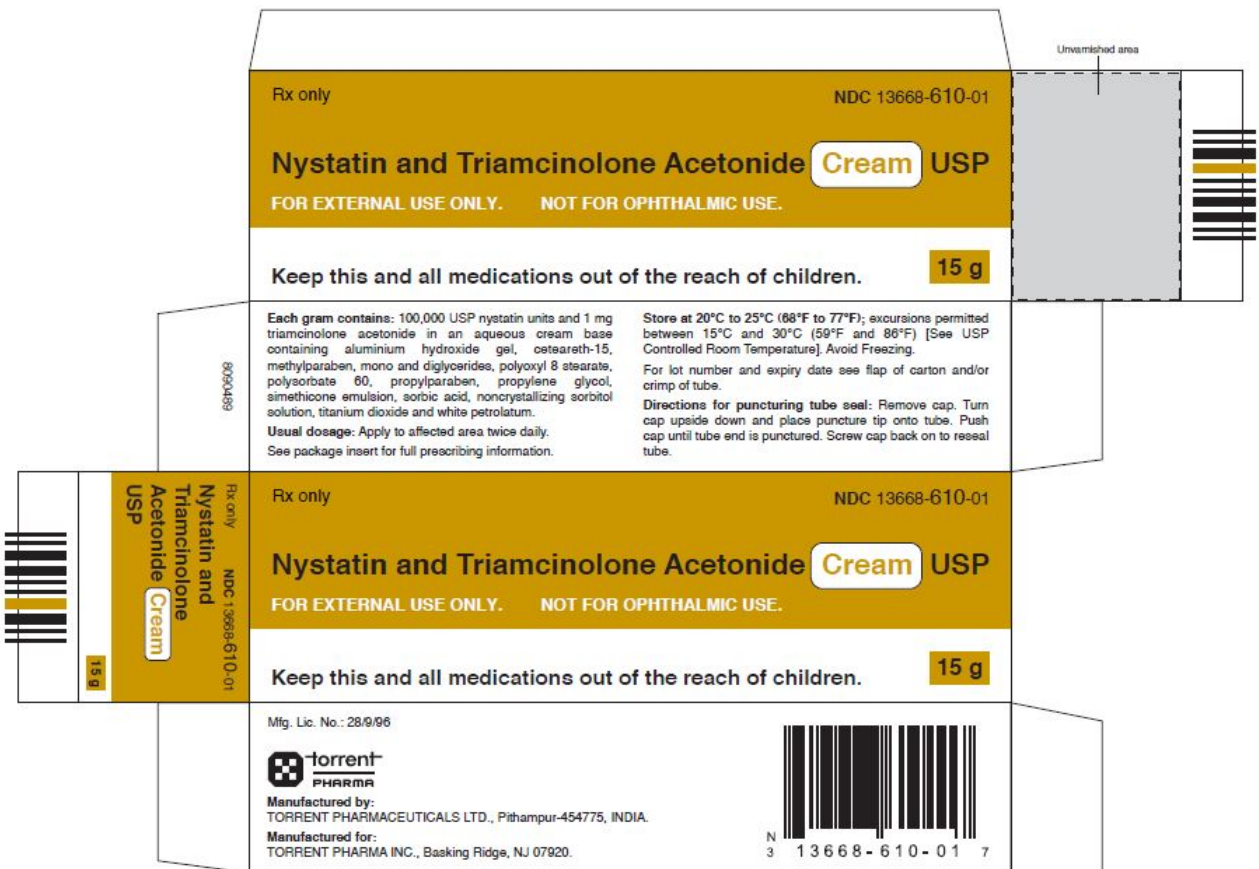 Unvarnished area
Rx only
NDC 13668-610-01
Nystatin and Triamcinolone Acetonide Cream USP
FOR EXTERNAL USE ONLY. NOT FOR OPHTHALMIC USE.
Keep this and all medications out of the reach of children.
15 g
Each gram contains: 100,000 USP nystatin units and 1 mg
triamcinolone acetonide in an aqueous cream base
containing aluminium hydroxide gel, ceteareth-15,
methylparaben, mono and diglycerides, polyoxyl 8 stearate,
polysorbate 60, propylparaben, propylene glycol,
simethicone emulsion, sorbic acid, noncrystallizing sorbitol
solution, titanium dioxide and white petrolatum.
Usual dosage: Apply to affected area twice daily.
See package insert for full prescribing information.
Store at 20°C to 25°C (68°F to 77°F); excursions permitted
between 15°C and 30°C (59°F and 86°F) [See USP
Controlled Room Temperature]. Avoid Freezing.
For lot number and expiry date see flap of carton and/or
crimp of tube.
Directions for puncturing tube seal: Remove cap. Turn
cap upside down and place puncture tip onto tube. Push
cap until tube end is punctured. Screw cap back on to reseal
tube.
8090489
Rx only NDC 13668-610-01
Nystatin and
Triamcinolone
Acetonide Cream
USP
15 g
Rx only
NDC 13668-610-01
Nystatin and Triamcinolone Acetonide Cream USP
FOR EXTERNAL USE ONLY. NOT FOR OPHTHALMIC USE.
Keep this and all medications out of the reach of children.
15 g
Mfg. Lic. No.: 28/9/96
torrent
PHARMA
Manufactured by:
TORRENT PHARMACEUTICALS LTD., Pithampur-454775, INDIA.
Manufactured for:
TORRENT PHARMA INC., Basking Ridge, NJ 07920.
N
3 13668-610-01 7